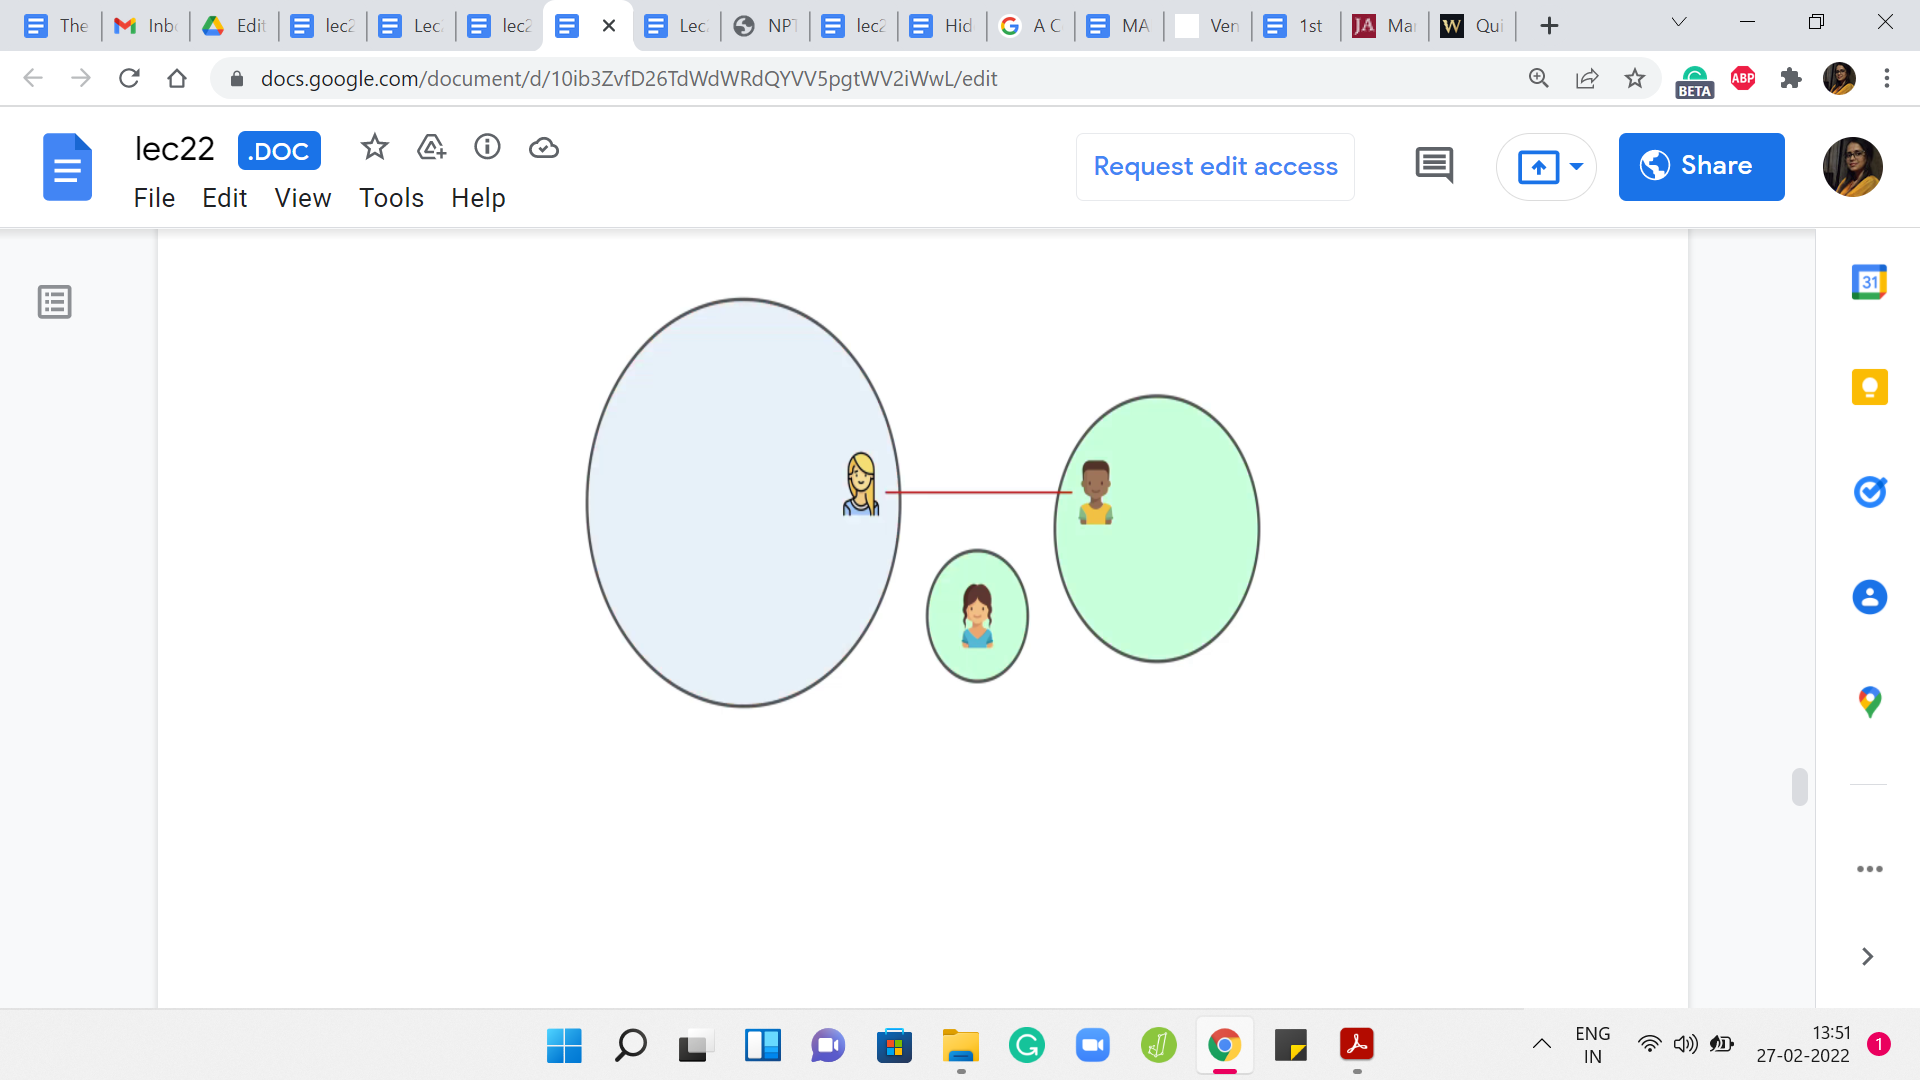 The
Inb
Edit
lec2
Lec
lec2
Lec
NPT
lec2
Hid
A C
MA
Ven
1st
JA
Mar
W
Qui
docs.google.com/document/d/10ib3ZvfD26TdWdWRdQYVV5pgtWV2iWwL/edit
BETA
ABP
lec22
.DOC
File Edit View Tools Help
Request edit access
Share
31
ENG
IN
13:51
27-02-2022
1